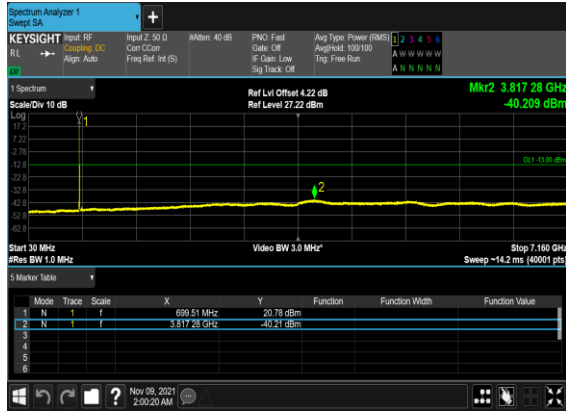 Spectrum Analyzer 1
Swept SA
+
KEYSIGHT Input: RF Input Z: 50 Ω #Atten: 40 dB PNO: Fast Avg Type: Power (RMS) 1 2 3 4 5 6
RL Coupling: DC Corr CCorr Gate: Off Avg|Hold: 100/100 A W W W W W
Align: Auto Freq Ref: Int (S) IF Gain: Low Trig: Free Run
Sig Track: Off A N N N N N
1 Spectrum
Ref Lvl Offset 4.22 dB Mkr2 3.817 28 GHz
Scale/Div 10 dB Ref Level 27.22 dBm -40.209 dBm
Log
17.2
7.22
-2.78
-12.8
-22.8
-32.8
-42.8
-52.8
-62.8
1
DL1 -13.00 dBm
2
Start 30 MHz Video BW 3.0 MHz* Stop 7.160 GHz
#Res BW 1.0 MHz Sweep ~14.2 ms (40001 pts)
5 Marker Table
Mode Trace Scale X Y Function Function Width Function Value
1 N 1 f 699.51 MHz 20.78 dBm
2 N 1 f 3.817 28 GHz -40.21 dBm
3
4
5
6
? Nov 09, 2021
2:00:20 AM